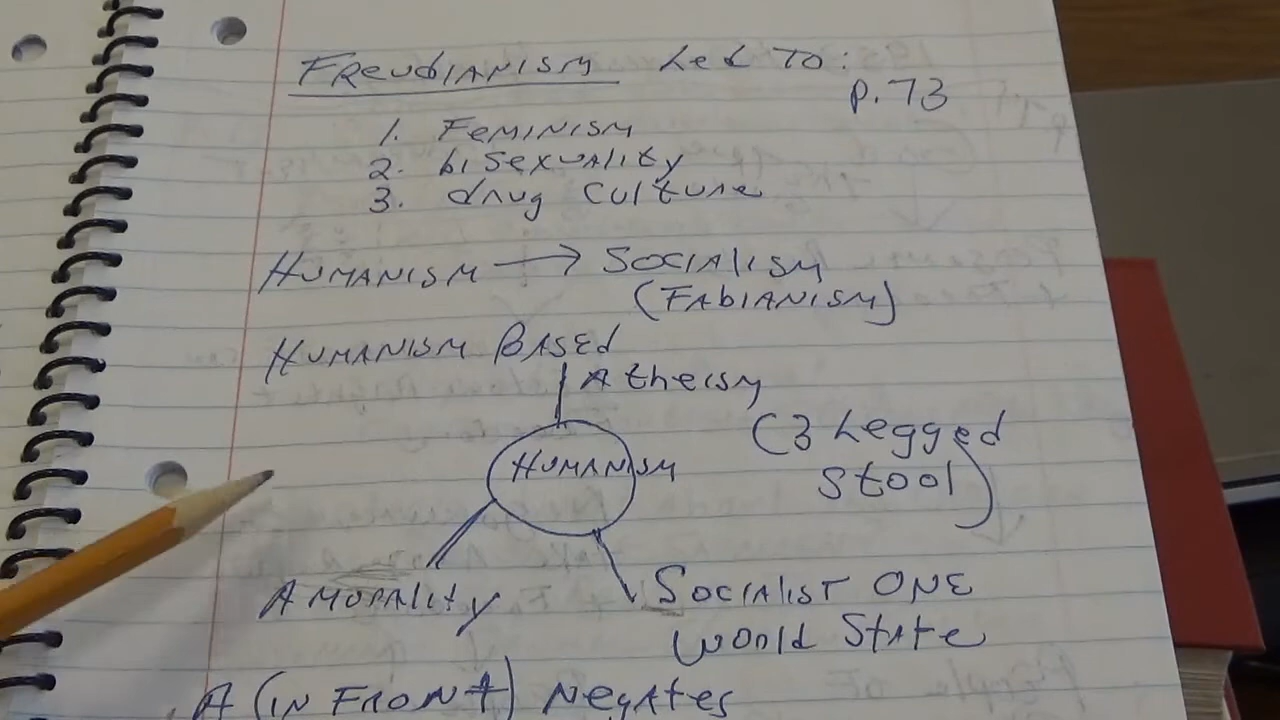 FREUDIANISM Led TO:
P.73
1. FEMINISM
2. biSEXUALITY
3. drug CULTURE
HUMANISM → SOCIALISM
(FAbIANISM)
HUMANISM BASEd
Atheism
(3 Legged
Stool)
HUMANISM
AMORALITY
SOCIALIST ONE
WORld STATE
A (IN FRONT) NEgATES